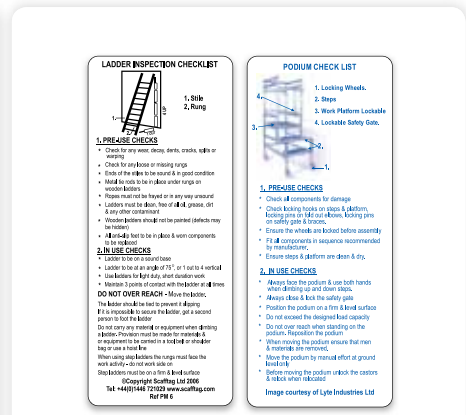 LADDER INSPECTION CHECKLIST
1. Stile
2. Rung
4 UP
1.
2.
1. PRE-USE CHECKS
• Check for any wear, decay, dents, cracks, splits or
warping
• Check for any loose or missing rungs
• Ends of the stiles to be sound & in good condition
• Metal tie rods to be in place under rungs on
wooden ladders
• Ropes must not be frayed or in any way unsound
• Ladders must be clean, free of all oil, grease, dirt
& any other contaminant
• Wooden ladders should not be painted (defects may
be hidden)
• All anti-slip feet to be in place & worn components
to be replaced
2. IN USE CHECKS
• Ladder to be on a sound base
• Ladder to be at an angle of 75°, or 1 out to 4 vertical
• Use ladders for light duty, short duration work
• Maintain 3 points of contact with the ladder at all times
DO NOT OVER REACH - Move the ladder.
The ladder should be tied to prevent it slipping
If it is impossible to secure the ladder, get a second
person to foot the ladder
Do not carry any material or equipment when climbing
a ladder. Provision must be made for materials &
or equipment to be carried in a tool belt or shoulder
bag or use a hoist line
When using step ladders the rungs must face the
work activity - do not work side on
Step ladders must be on a firm & level surface
©Copyright Scafftag Ltd 2006
Tel: +44(0)1446 721029 www.scafftag.com
Ref PM 6
PODIUM CHECK LIST
1. Locking Wheels.
2. Steps
3. Work Platform Lockable
4. Lockable Safety Gate.
4.
3.
2.
1.
1. PRE-USE CHECKS
* Check all components for damage
* Check locking hooks on steps & platform,
locking pins on fold out elbows, locking pins
on safety gate & braces.
* Ensure the wheels are locked before assembly
* Fit all components in sequence recommended
by manufacturer.
* Ensure steps & platform are clean & dry.
2. IN USE CHECKS
* Always face the podium & use both hands
when climbing up and down steps.
* Always close & lock the safety gate
* Position the podium on a firm & level surface
* Do not exceed the designed load capacity
* Do not over reach when standing on the
podium. Reposition the podium
* When moving the podium ensure that men
& materials are removed.
* Move the podium by manual effort at ground
level only
* Before moving the podium unlock the castors
& relock when relocated
Image courtesy of Lyte Industries Ltd